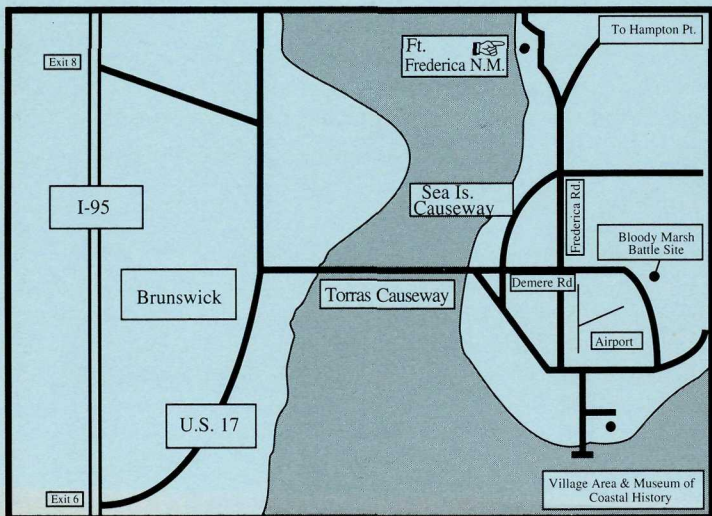 To Hampton Pt.
Ft.
Frederica N.M.
Exit 8
I-95
Sea Is.
Causeway
Frederica Rd.
Bloody Marsh
Battle Site
Brunswick
Torras Causeway
Demere Rd
Airport
U.S. 17
Exit 6
Village Area & Museum of
Coastal History